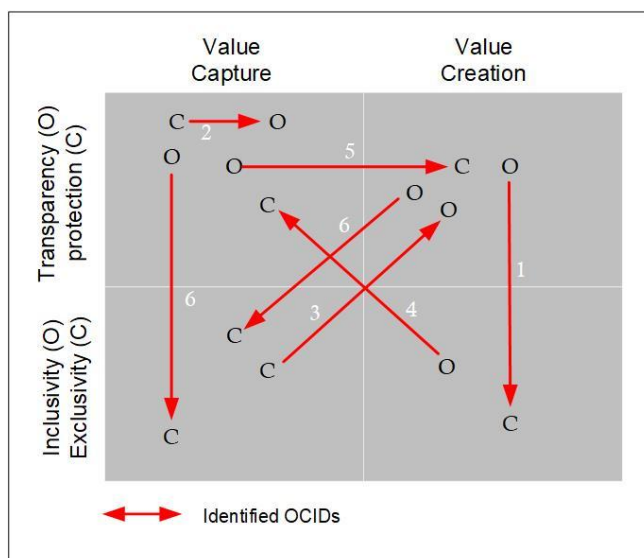 Value
Capture
Value
Creation
Transparency (O)
protection (C)
Inclusivity (O)
Exclusivity (C)
C 2 O
O O 5 C O
C O O
6 6 3 4 1
C
C O
C C
Identified OCIDs